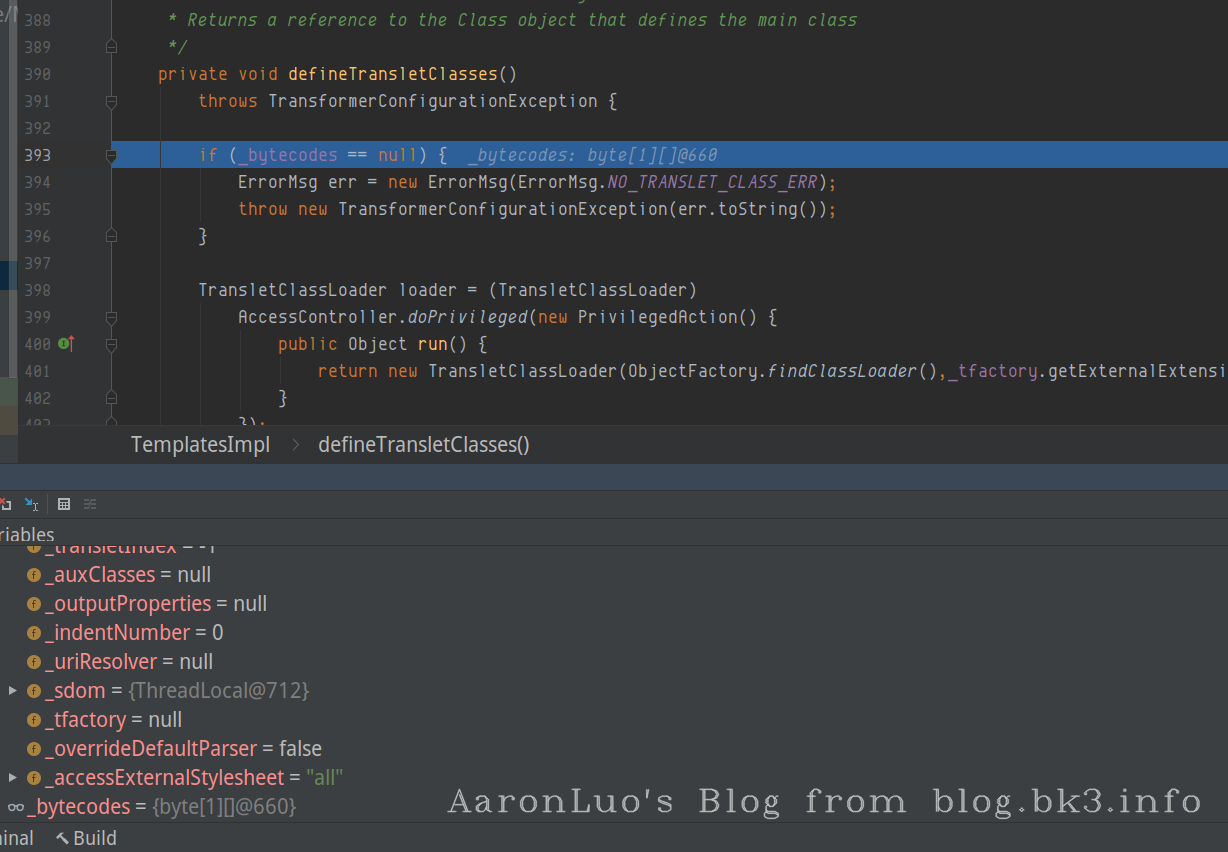 388 * Returns a reference to the Class object that defines the main class
389 */
390 private void defineTransletClasses()
391 throws TransformerConfigurationException {
392
393 if (_bytecodes == null) { _bytecodes: byte[1][]@660
394 ErrorMsg err = new ErrorMsg(ErrorMsg.NO_TRANSLET_CLASS_ERR);
395 throw new TransformerConfigurationException(err.toString());
396 }
397
398 TransletClassLoader loader = (TransletClassLoader)
399 AccessController.doPrivileged(new PrivilegedAction() {
400 public Object run() {
401 return new TransletClassLoader(ObjectFactory.findClassLoader(),_tfactory.getExternalExtensi
402 }
403 });
TemplatesImpl > defineTransletClasses()
riables
_transletIndex = -1
_auxClasses = null
_outputProperties = null
_indentNumber = 0
_uriResolver = null
_sdom = {ThreadLocal@712}
_tfactory = null
_overrideDefaultParser = false
_accessExternalStylesheet = "all"
_bytecodes = {byte[1][]@660}
AaronLuo's Blog from blog.bk3.info
inal Build